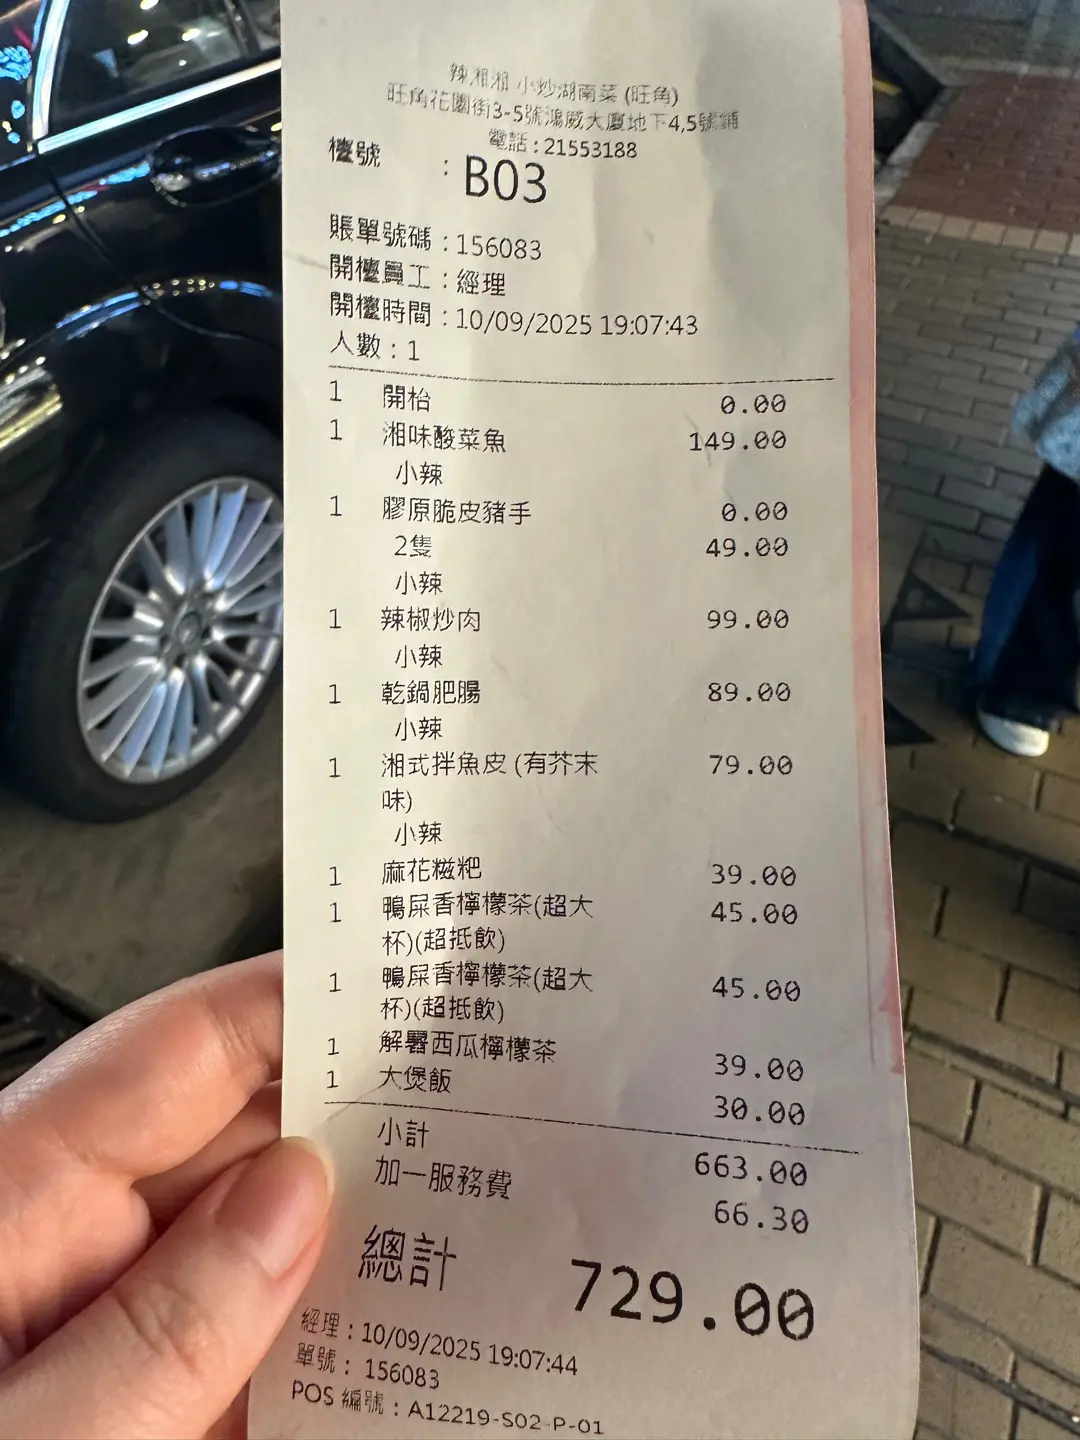 辣湘湘 小炒湖南菜 (旺角)
旺角花園街3-5號鴻威大廈地下4,5號鋪
電話 : 21553188
檯號 : B03
賬單號碼 : 156083
開檯員工 : 經理
開檯時間 : 10/09/2025 19:07:43
人數 : 1
1 開枱 0.00
1 湘味酸菜魚 149.00
小辣
1 膠原脆皮豬手 0.00
2隻 49.00
小辣
1 辣椒炒肉 99.00
小辣
1 乾鍋肥腸 89.00
小辣
1 湘式拌魚皮 (有芥末 79.00
味)
小辣
1 麻花糍粑 39.00
1 鴨屎香檸檬茶(超大 45.00
杯)(超抵飲)
1 鴨屎香檸檬茶(超大 45.00
杯)(超抵飲)
1 解暑西瓜檸檬茶 39.00
1 大煲飯 30.00
小計 663.00
加一服務費 66.30
總計 729.00
經理 : 10/09/2025 19:07:44
單號 : 156083
POS 編號 : A12219-S02-P-01